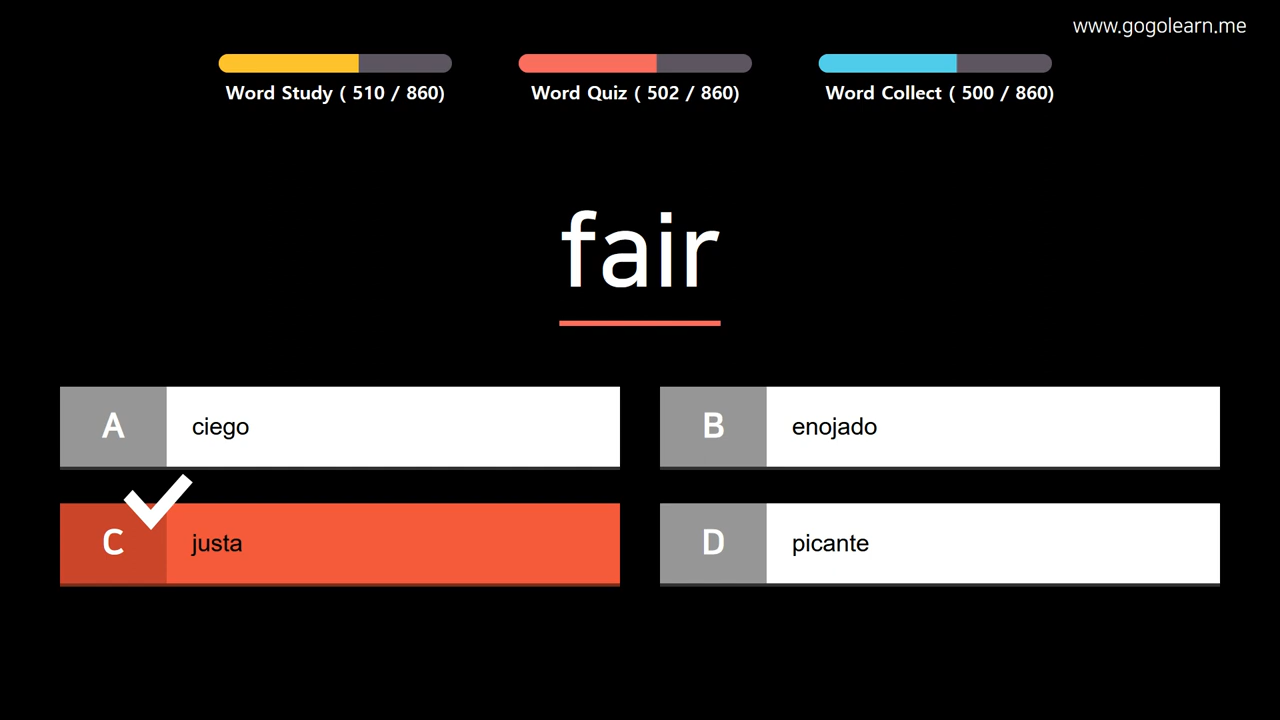 www.gogolearn.me
Word Study ( 510 / 860)
Word Quiz ( 502 / 860)
Word Collect ( 500 / 860)
fair
A ciego
B enojado
C justa
D picante